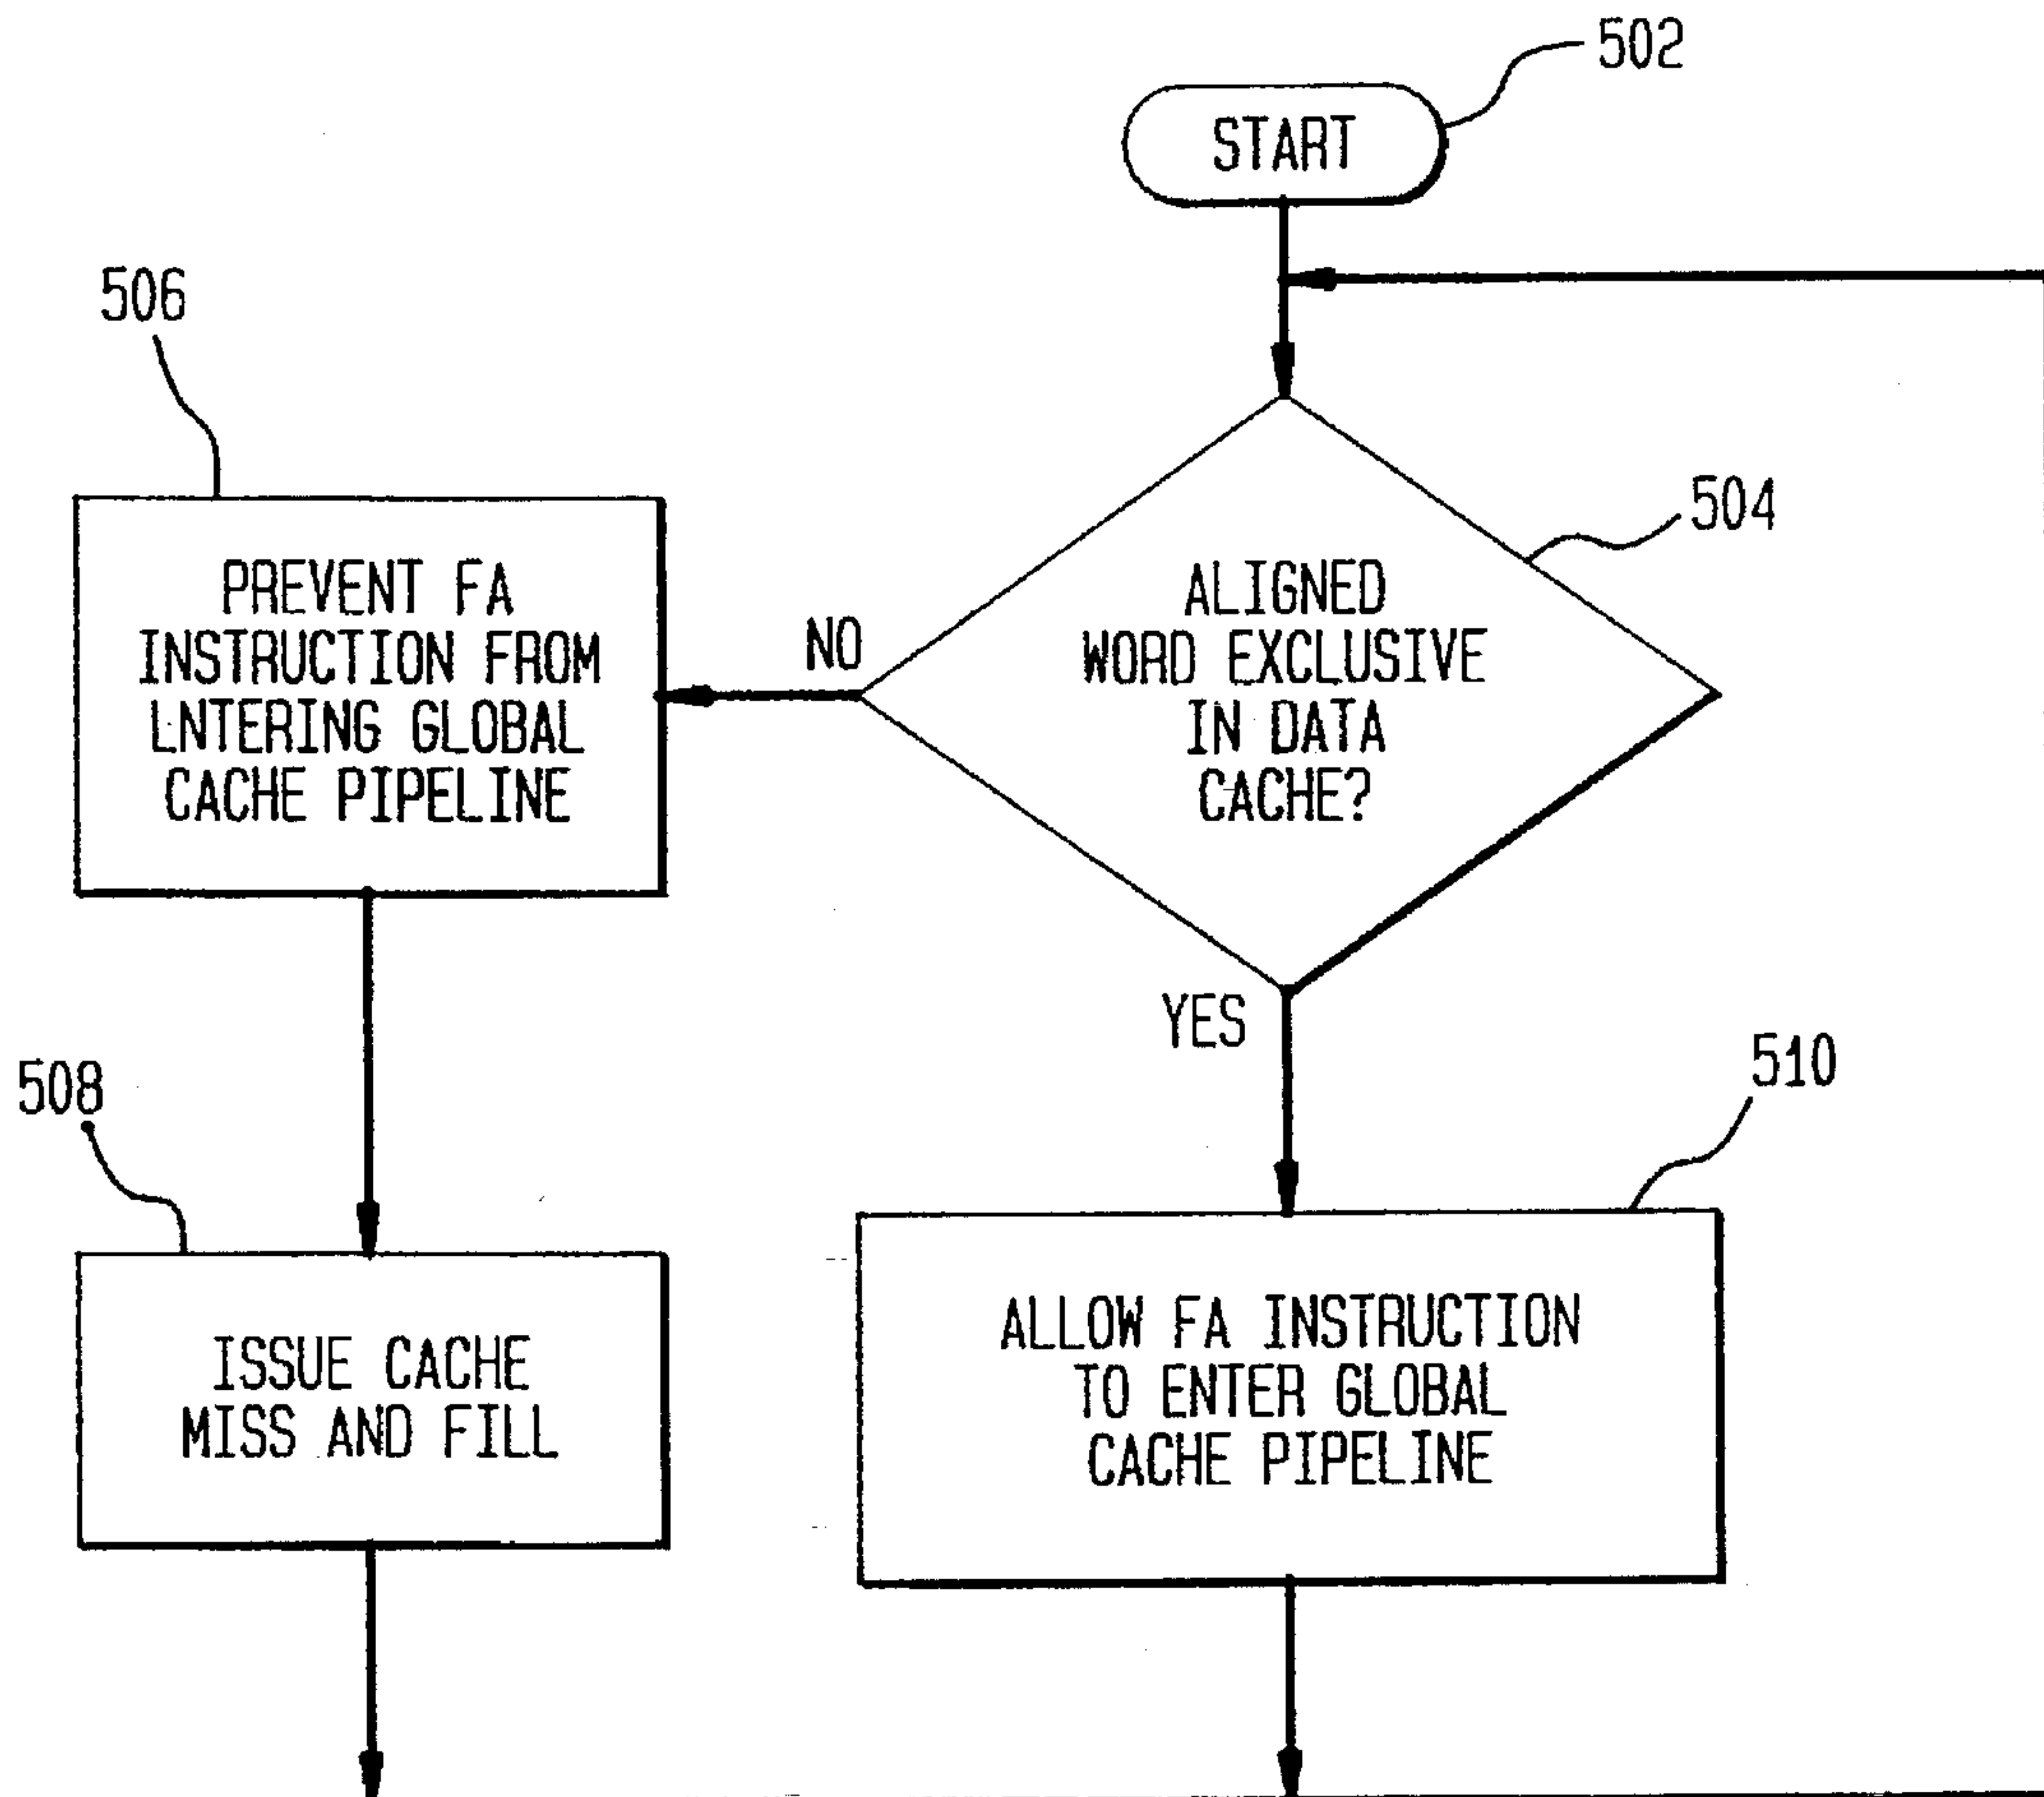 502
START
506
504
PREVENT FA
INSTRUCTION FROM
LNTERING GLOBAL
CACHE PIPELINE
NO
ALIGNED
WORD EXCLUSIVE
IN DATA
CACHE?
YES
508
510
ISSUE CACHE
MISS AND FILL
ALLOW FA INSTRUCTION
TO ENTER GLOBAL
CACHE PIPELINE